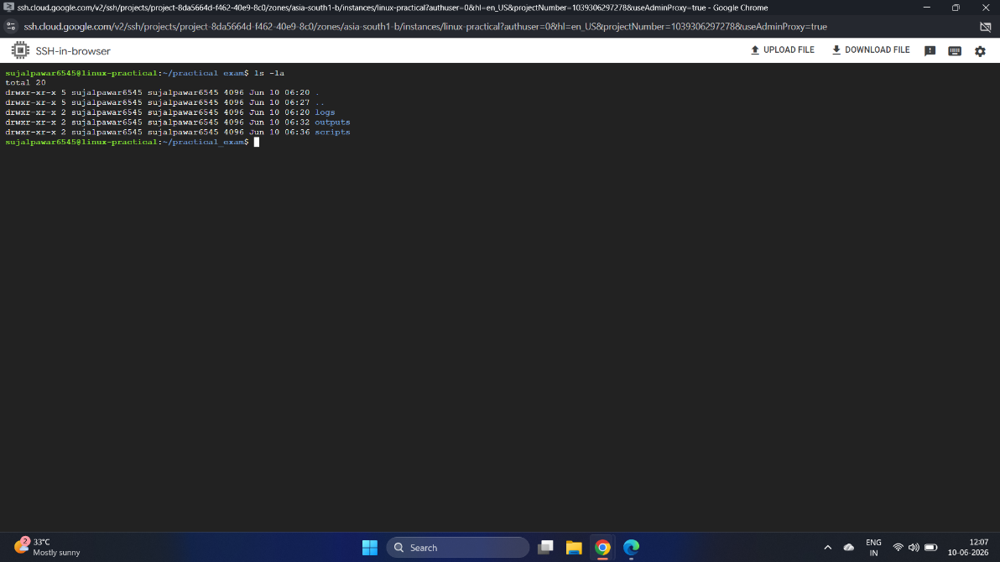 ssh.cloud.google.com/v2/ssh/projects/project-8da5664d-f462-40e9-8c0/zones/asia-south1-b/instances/linux-practical?authuser=0&hl=en_US&projectNumber=1039306297278&useAdminProxy=true - Google Chrome
ssh.cloud.google.com/v2/ssh/projects/project-8da5664d-f462-40e9-8c0/zones/asia-south1-b/instances/linux-practical?authuser=0&hl=en_US&projectNumber=1039306297278&useAdminProxy=true
SSH-in-browser
UPLOAD FILE
DOWNLOAD FILE
sujalpawar6545@linux-practical:~/practical_exam$ ls -la
total 20
drwxr-xr-x 5 sujalpawar6545 sujalpawar6545 4096 Jun 10 06:20 .
drwxr-xr-x 5 sujalpawar6545 sujalpawar6545 4096 Jun 10 06:27 ..
drwxr-xr-x 2 sujalpawar6545 sujalpawar6545 4096 Jun 10 06:20 logs
drwxr-xr-x 2 sujalpawar6545 sujalpawar6545 4096 Jun 10 06:32 outputs
drwxr-xr-x 2 sujalpawar6545 sujalpawar6545 4096 Jun 10 06:36 scripts
sujalpawar6545@linux-practical:~/practical_exam$
2
33°C
Mostly sunny
Search
ENG
IN
12:07
10-06-2026